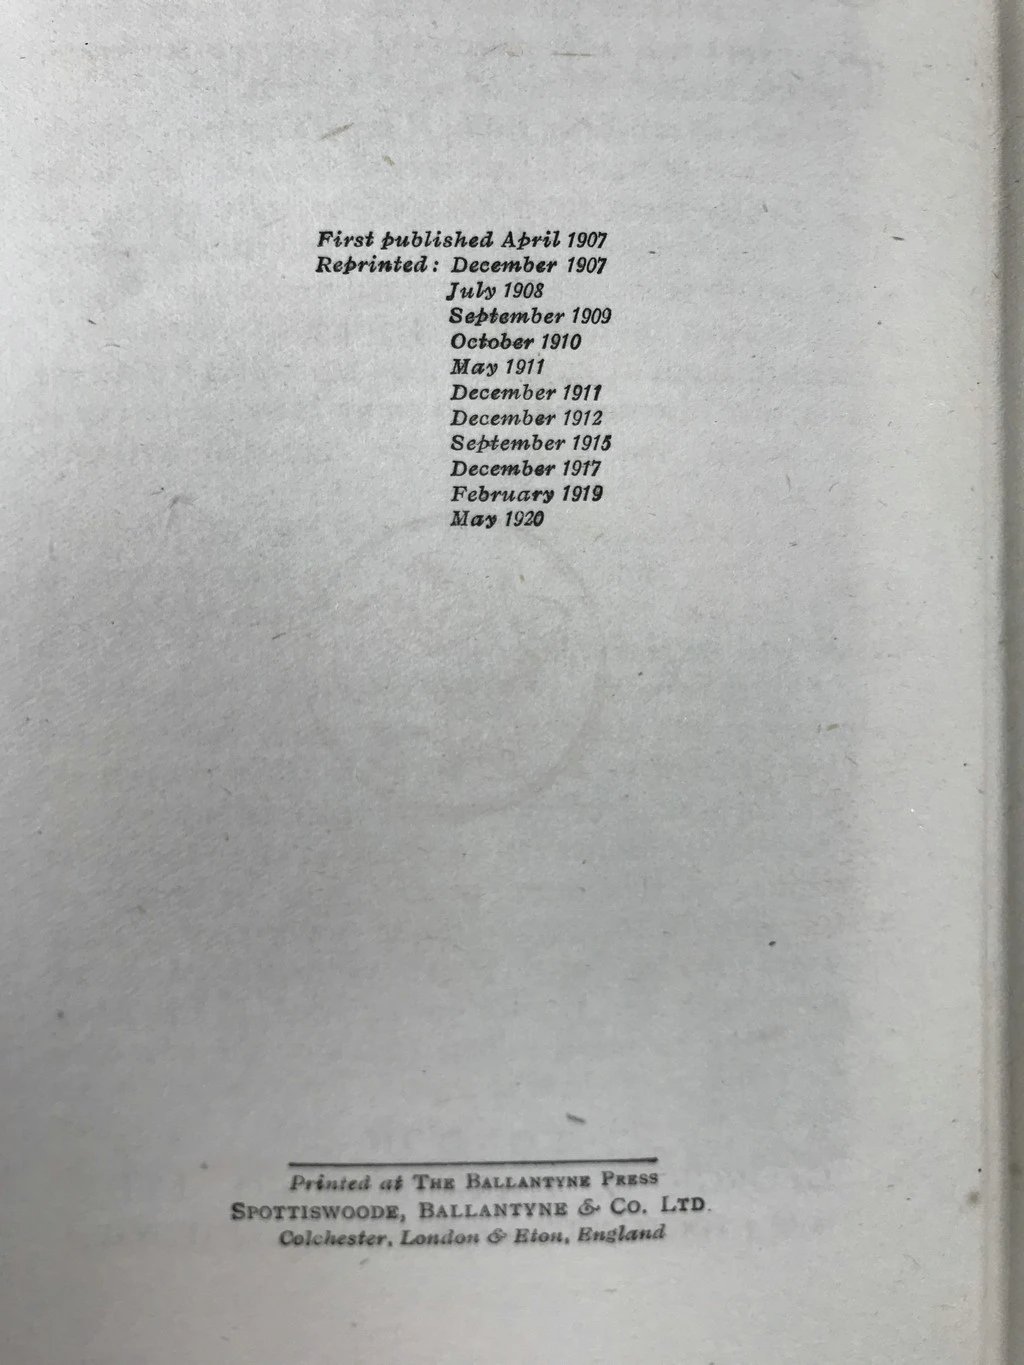 First published April 1907
Reprinted: December 1907
July 1908
September 1909
October 1910
May 1911
December 1911
December 1912
September 1915
December 1917
February 1919
May 1920
Printed at THE BALLANTYNE PRESS
SPOTTISWOODE, BALLANTYNE & CO. LTD.
Colchester, London & Eton, England